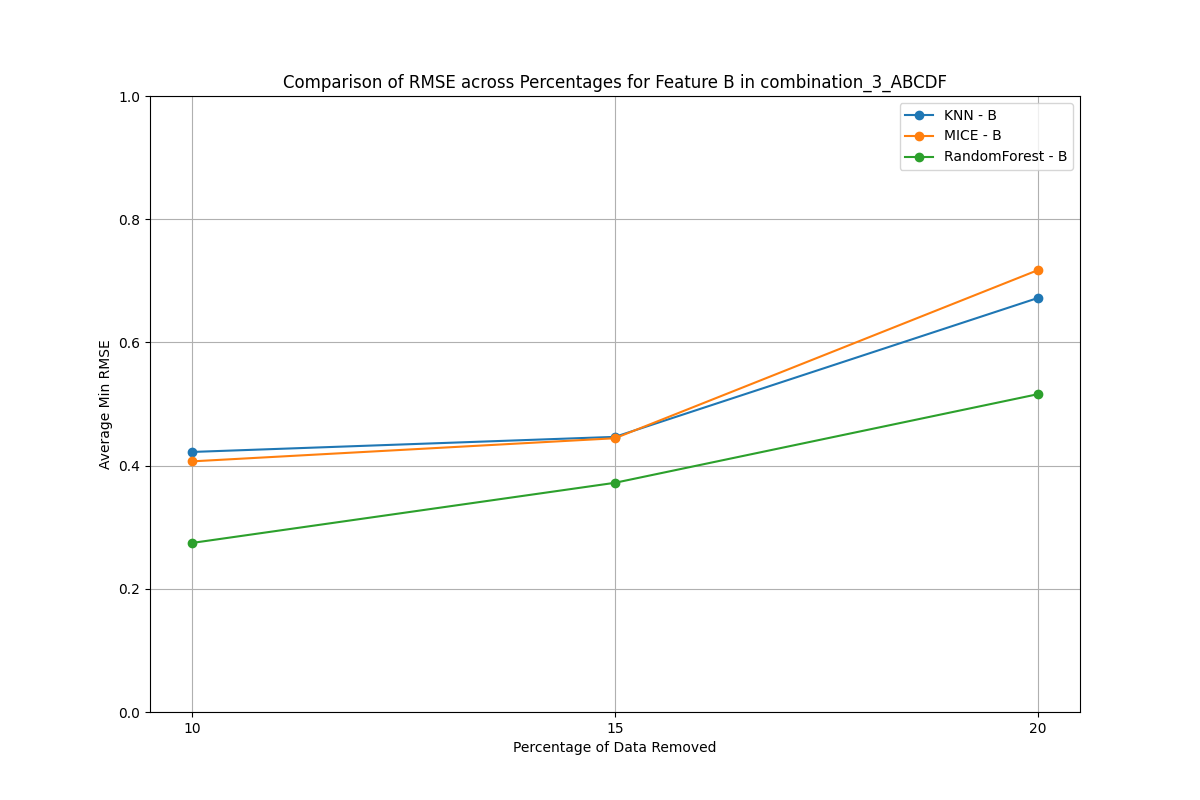 Comparison of RMSE across Percentages for Feature B in combination_3_ABCDF
KNN - B
MICE - B
RandomForest - B
Average Min RMSE
1.0
0.8
0.6
0.4
0.2
0.0
10
15
20
Percentage of Data Removed